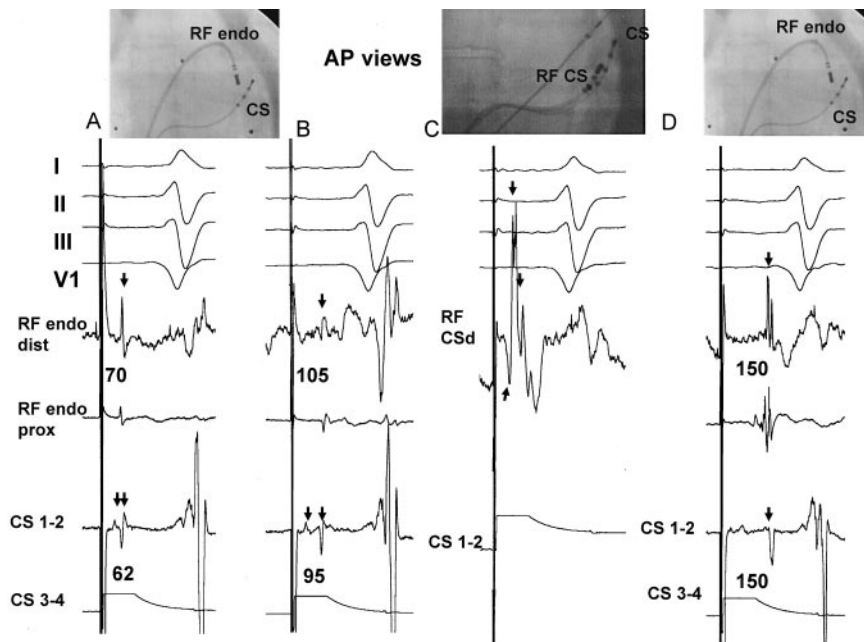 RF endo
CS
AP views
CS
RF CS
RF endo
CS
A
B
C
D
I
II
III
V1
RF endo
dist
70
105
RF
CSd
150
RF endo
prox
CS 1-2
62
95
CS 1-2
CS 1-2
150
CS 3-4
CS 3-4